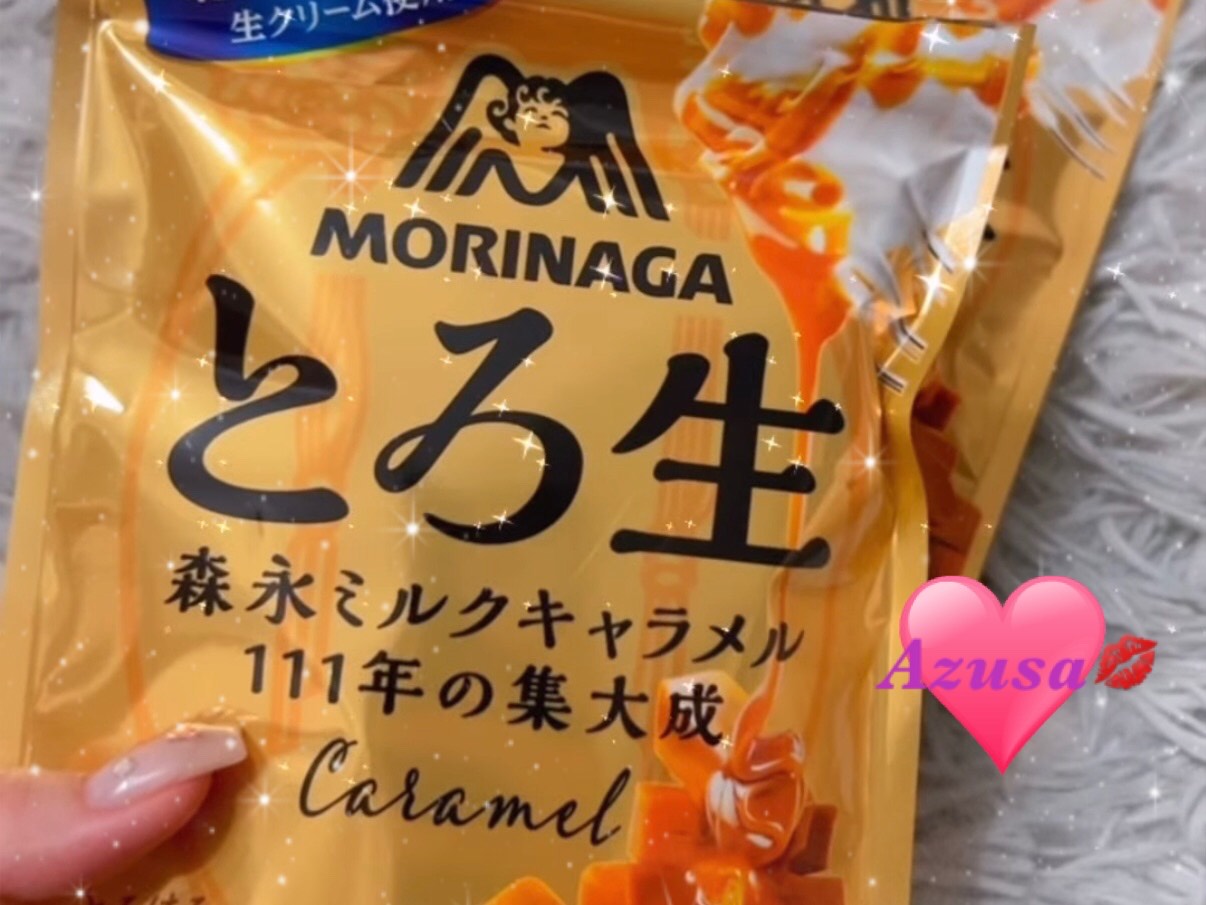 生クリーム使用
MORINAGA
とろ生
森永ミルクキャラメル
111年の集大成
Caramel
Azusa💋